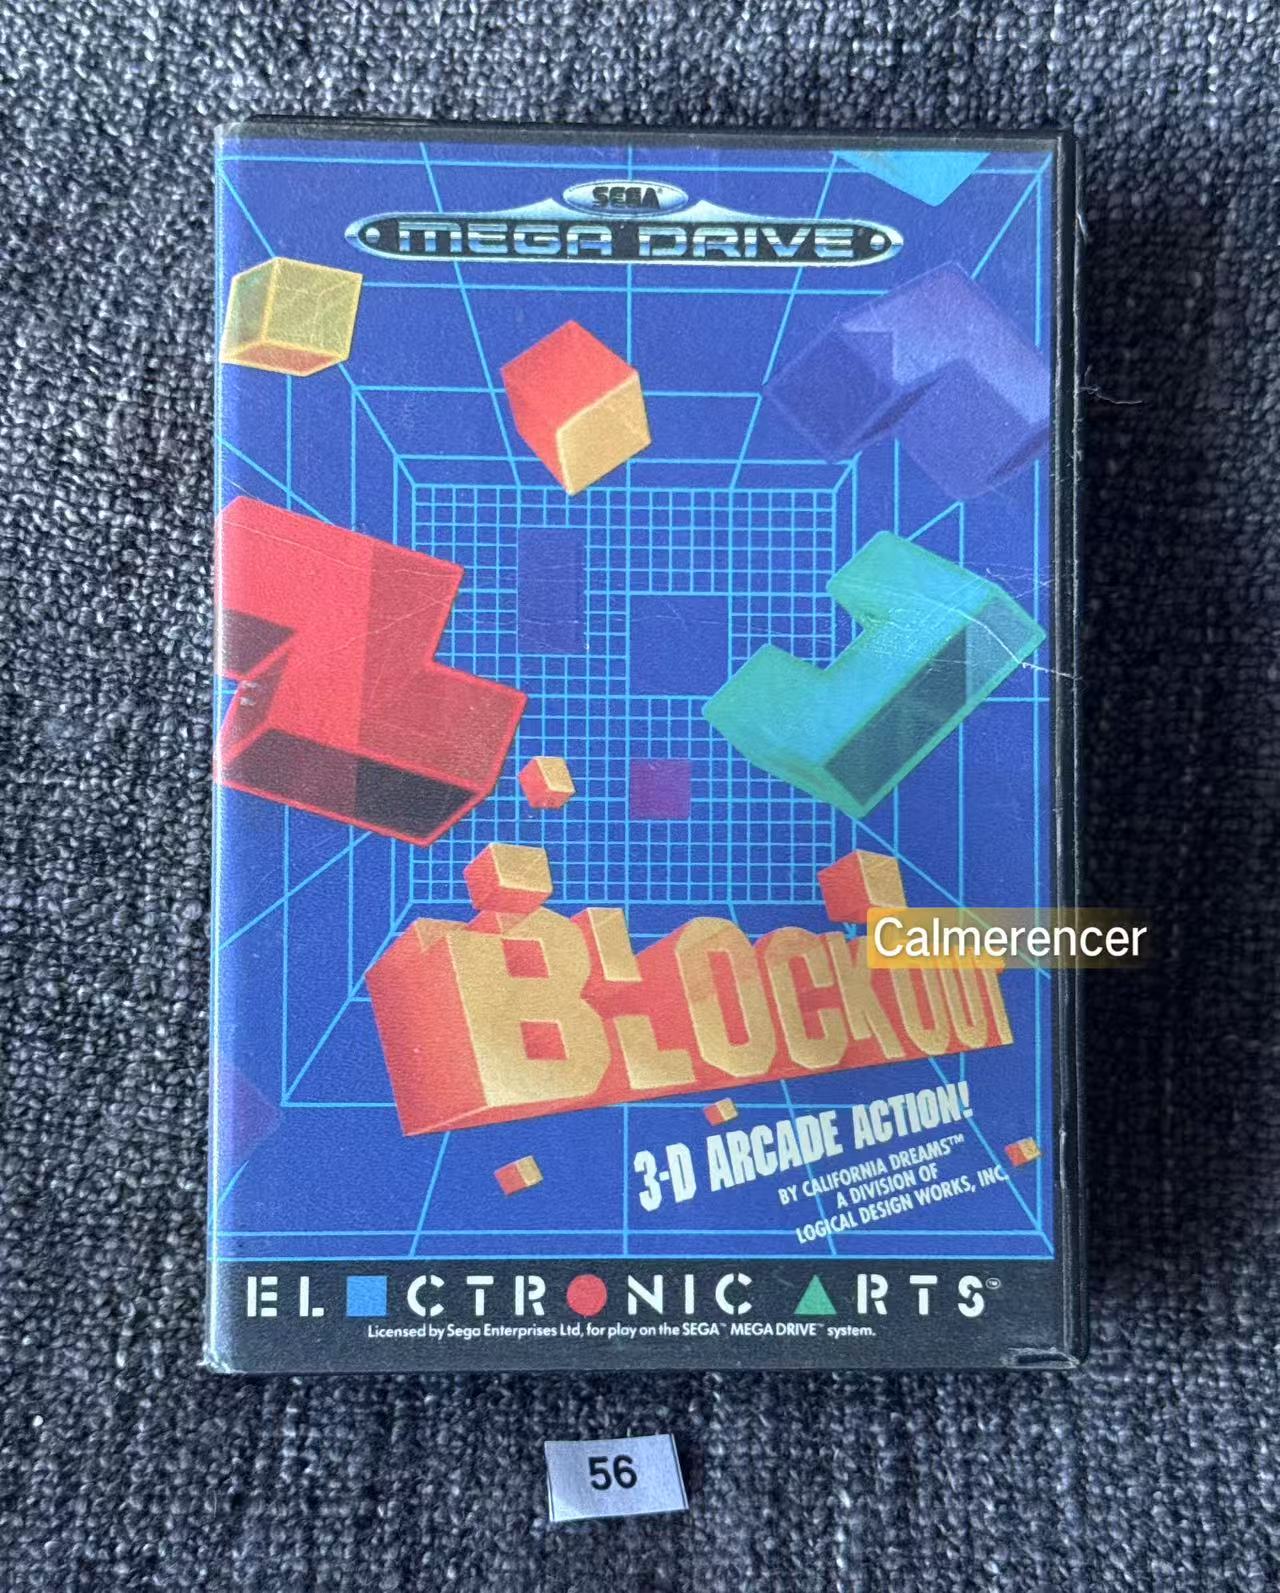 SEGA
MEGA DRIVE
Calmerencer
BLOCKOUT
3-D ARCADE ACTION!
BY CALIFORNIA DREAMS™
A DIVISION OF
LOGICAL DESIGN WORKS, INC.
ELECTRONIC ARTS™
Licensed by Sega Enterprises Ltd, for play on the SEGA™ MEGA DRIVE™ system.
56